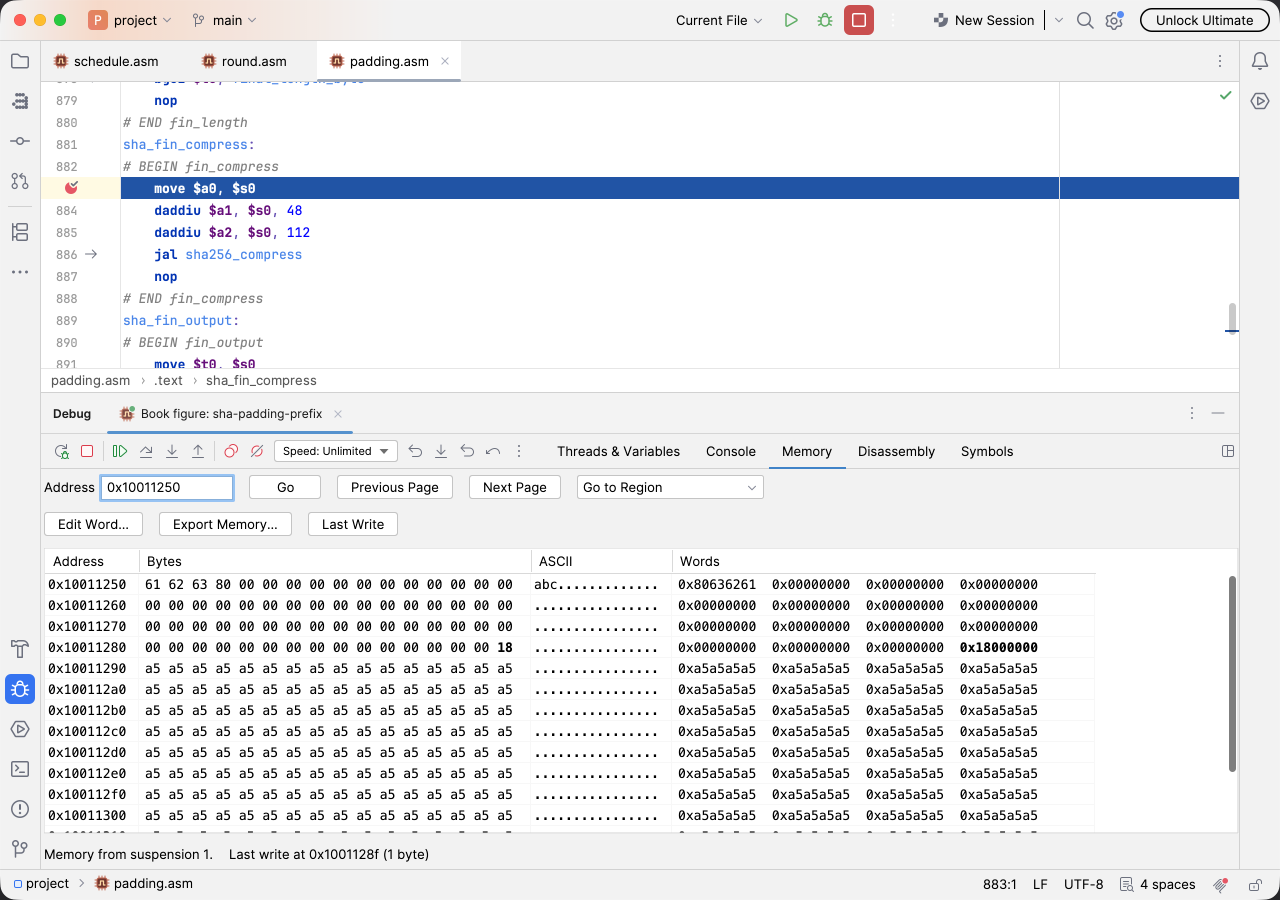 P project main Current File New Session Unlock Ultimate
schedule.asm round.asm padding.asm
879 nop
880 # END fin_length
881 sha_fin_compress:
882 # BEGIN fin_compress
move $a0, $s0
884 daddiu $a1, $s0, 48
885 daddiu $a2, $s0, 112
886 jal sha256_compress
887 nop
888 # END fin_compress
889 sha_fin_output:
890 # BEGIN fin_output
891 move $t0, $s0
padding.asm › .text › sha_fin_compress
Debug Book figure: sha-padding-prefix
Speed: Unlimited Threads & Variables Console Memory Disassembly Symbols
Address 0x10011250 Go Previous Page Next Page Go to Region
Edit Word... Export Memory... Last Write
Address Bytes ASCII Words
0x10011250 61 62 63 80 00 00 00 00 00 00 00 00 00 00 00 00 abc............. 0x80636261 0x00000000 0x00000000 0x00000000
0x10011260 00 00 00 00 00 00 00 00 00 00 00 00 00 00 00 00 ................ 0x00000000 0x00000000 0x00000000 0x00000000
0x10011270 00 00 00 00 00 00 00 00 00 00 00 00 00 00 00 00 ................ 0x00000000 0x00000000 0x00000000 0x00000000
0x10011280 00 00 00 00 00 00 00 00 00 00 00 00 00 00 00 18 ................ 0x00000000 0x00000000 0x00000000 0x18000000
0x10011290 a5 a5 a5 a5 a5 a5 a5 a5 a5 a5 a5 a5 a5 a5 a5 a5 ................ 0xa5a5a5a5 0xa5a5a5a5 0xa5a5a5a5 0xa5a5a5a5
0x100112a0 a5 a5 a5 a5 a5 a5 a5 a5 a5 a5 a5 a5 a5 a5 a5 a5 ................ 0xa5a5a5a5 0xa5a5a5a5 0xa5a5a5a5 0xa5a5a5a5
0x100112b0 a5 a5 a5 a5 a5 a5 a5 a5 a5 a5 a5 a5 a5 a5 a5 a5 ................ 0xa5a5a5a5 0xa5a5a5a5 0xa5a5a5a5 0xa5a5a5a5
0x100112c0 a5 a5 a5 a5 a5 a5 a5 a5 a5 a5 a5 a5 a5 a5 a5 a5 ................ 0xa5a5a5a5 0xa5a5a5a5 0xa5a5a5a5 0xa5a5a5a5
0x100112d0 a5 a5 a5 a5 a5 a5 a5 a5 a5 a5 a5 a5 a5 a5 a5 a5 ................ 0xa5a5a5a5 0xa5a5a5a5 0xa5a5a5a5 0xa5a5a5a5
0x100112e0 a5 a5 a5 a5 a5 a5 a5 a5 a5 a5 a5 a5 a5 a5 a5 a5 ................ 0xa5a5a5a5 0xa5a5a5a5 0xa5a5a5a5 0xa5a5a5a5
0x100112f0 a5 a5 a5 a5 a5 a5 a5 a5 a5 a5 a5 a5 a5 a5 a5 a5 ................ 0xa5a5a5a5 0xa5a5a5a5 0xa5a5a5a5 0xa5a5a5a5
0x10011300 a5 a5 a5 a5 a5 a5 a5 a5 a5 a5 a5 a5 a5 a5 a5 a5 ................ 0xa5a5a5a5 0xa5a5a5a5 0xa5a5a5a5 0xa5a5a5a5
Memory from suspension 1. Last write at 0x1001128f (1 byte)
project › padding.asm 883:1 LF UTF-8 4 spaces